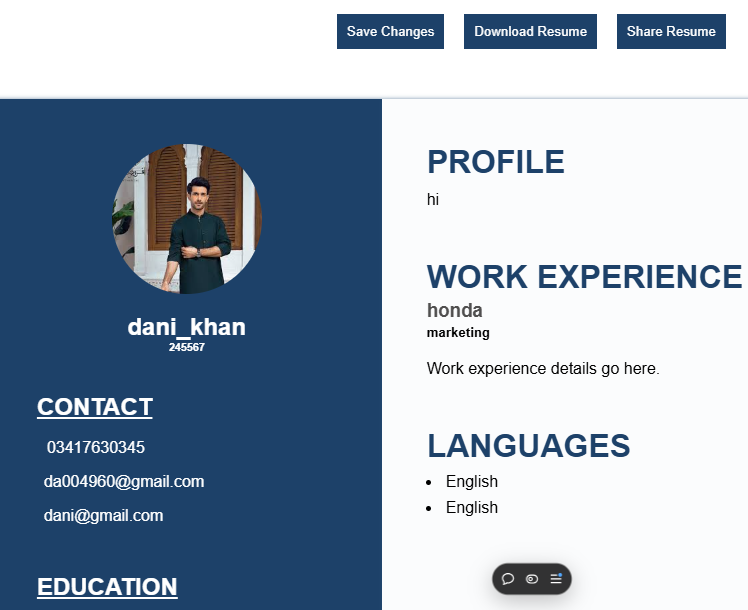 Save Changes
Download Resume
Share Resume
dani_khan
245567
CONTACT
03417630345
da004960@gmail.com
dani@gmail.com
EDUCATION
PROFILE
hi
WORK EXPERIENCE
honda
marketing
Work experience details go here.
LANGUAGES
English
English